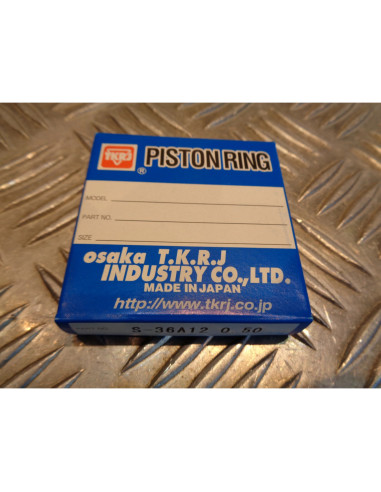 TKRJ
® PISTON RING
MODEL
PART NO.
SIZE
osaka T.K.R.J
INDUSTRY CO.,LTD.
MADE IN JAPAN
http://www.tkrj.co.jp
S-36A12 0.50